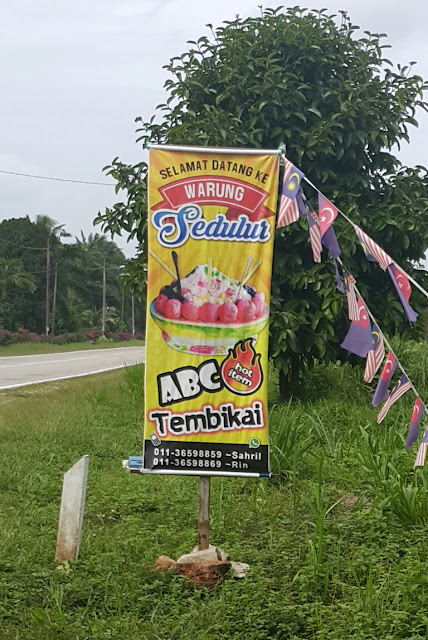 SELAMAT DATANG KE
WARUNG
Sedulur
ABC
hot
item
Tembikai
011-36598859 ~Sahril
011-36598869 ~Rin